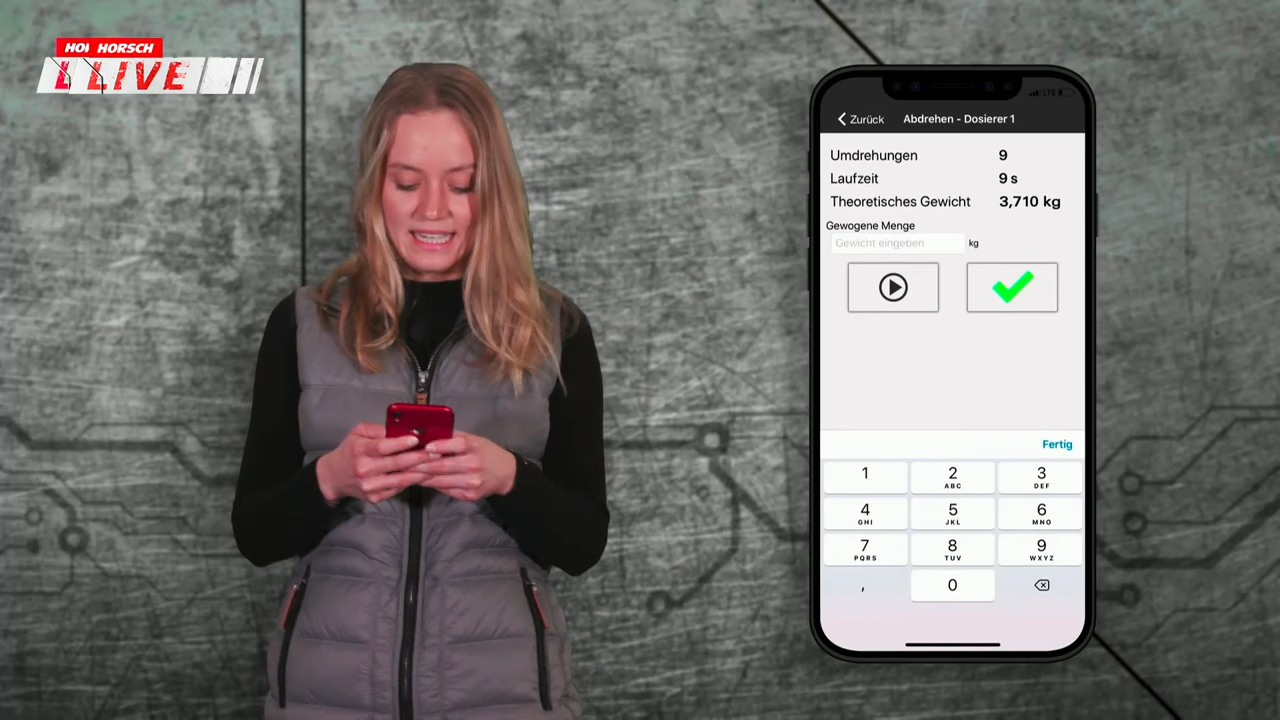 HOI HORSCH
LIVE
LTE
Zurück
Abdrehen - Dosierer 1
Umdrehungen 9
Laufzeit 9 s
Theoretisches Gewicht 3,710 kg
Gewogene Menge
Gewicht eingeben kg
Fertig
1 2 3
ABC DEF
4 5 6
GHI JKL MNO
7 8 9
PQRS TUV WXYZ
, 0